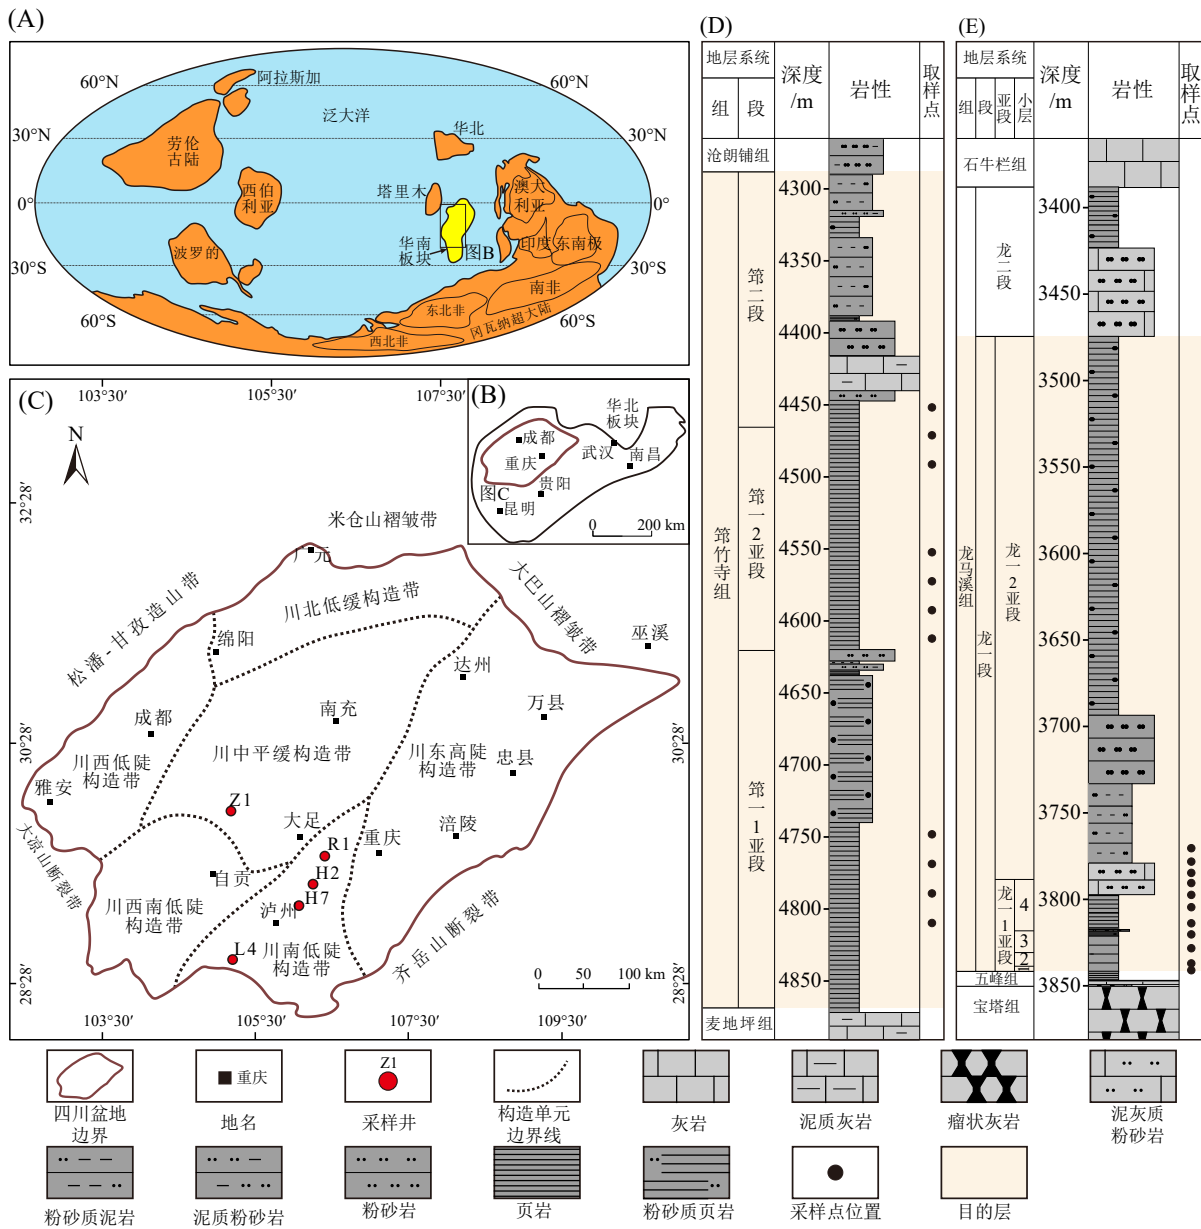 (A)
60°N
30°N
0°
30°S
60°S
60°N
30°N
0°
30°S
60°S
阿拉斯加
泛大洋
劳伦
古陆
西伯
利亚
波罗的
华北
塔里木
华南
板块
图B
澳大
利亚
印度
东南极
南非
东北非
西北非
冈瓦纳超大陆
(C)
103°30′
105°30′
107°30′
N
32°28′
30°28′
28°28′
30°28′
28°28′
103°30′
105°30′
107°30′
109°30′
(B)
华北
板块
成都
武汉
重庆
南昌
图C
贵阳
昆明
0
200 km
米仓山褶皱带
广元
松潘-甘孜造山带
川北低缓构造带
大巴山褶皱带
绵阳
巫溪
达州
成都
南充
万县
川西低陡
构造带
川中平缓构造带
川东高陡
构造带
忠县
雅安
Z1
大足
涪陵
重庆
R1
大凉山断裂带
自贡
H2
H7
川西南低陡
构造带
泸州
L4
川南低陡
构造带
齐岳山断裂带
0
50
100 km
(D)
地层系统
组
段
深度
/m
岩性
取样点
沧浪铺组
筇竹寺组
筇二段
筇一2亚段
筇一1亚段
麦地坪组
4300
4350
4400
4450
4500
4550
4600
4650
4700
4750
4800
4850
(E)
地层系统
组
段
亚段
小层
深度
/m
岩性
取样点
石牛栏组
龙马溪组
龙二段
龙一段
龙一2亚段
龙一1亚段
4
3
2
1
五峰组
宝塔组
3400
3450
3500
3550
3600
3650
3700
3750
3800
3850
四川盆地
边界
重庆
地名
Z1
采样井
构造单元
边界线
灰岩
泥质灰岩
瘤状灰岩
泥灰质
粉砂岩
粉砂质泥岩
泥质粉砂岩
粉砂岩
页岩
粉砂质页岩
采样点位置
目的层